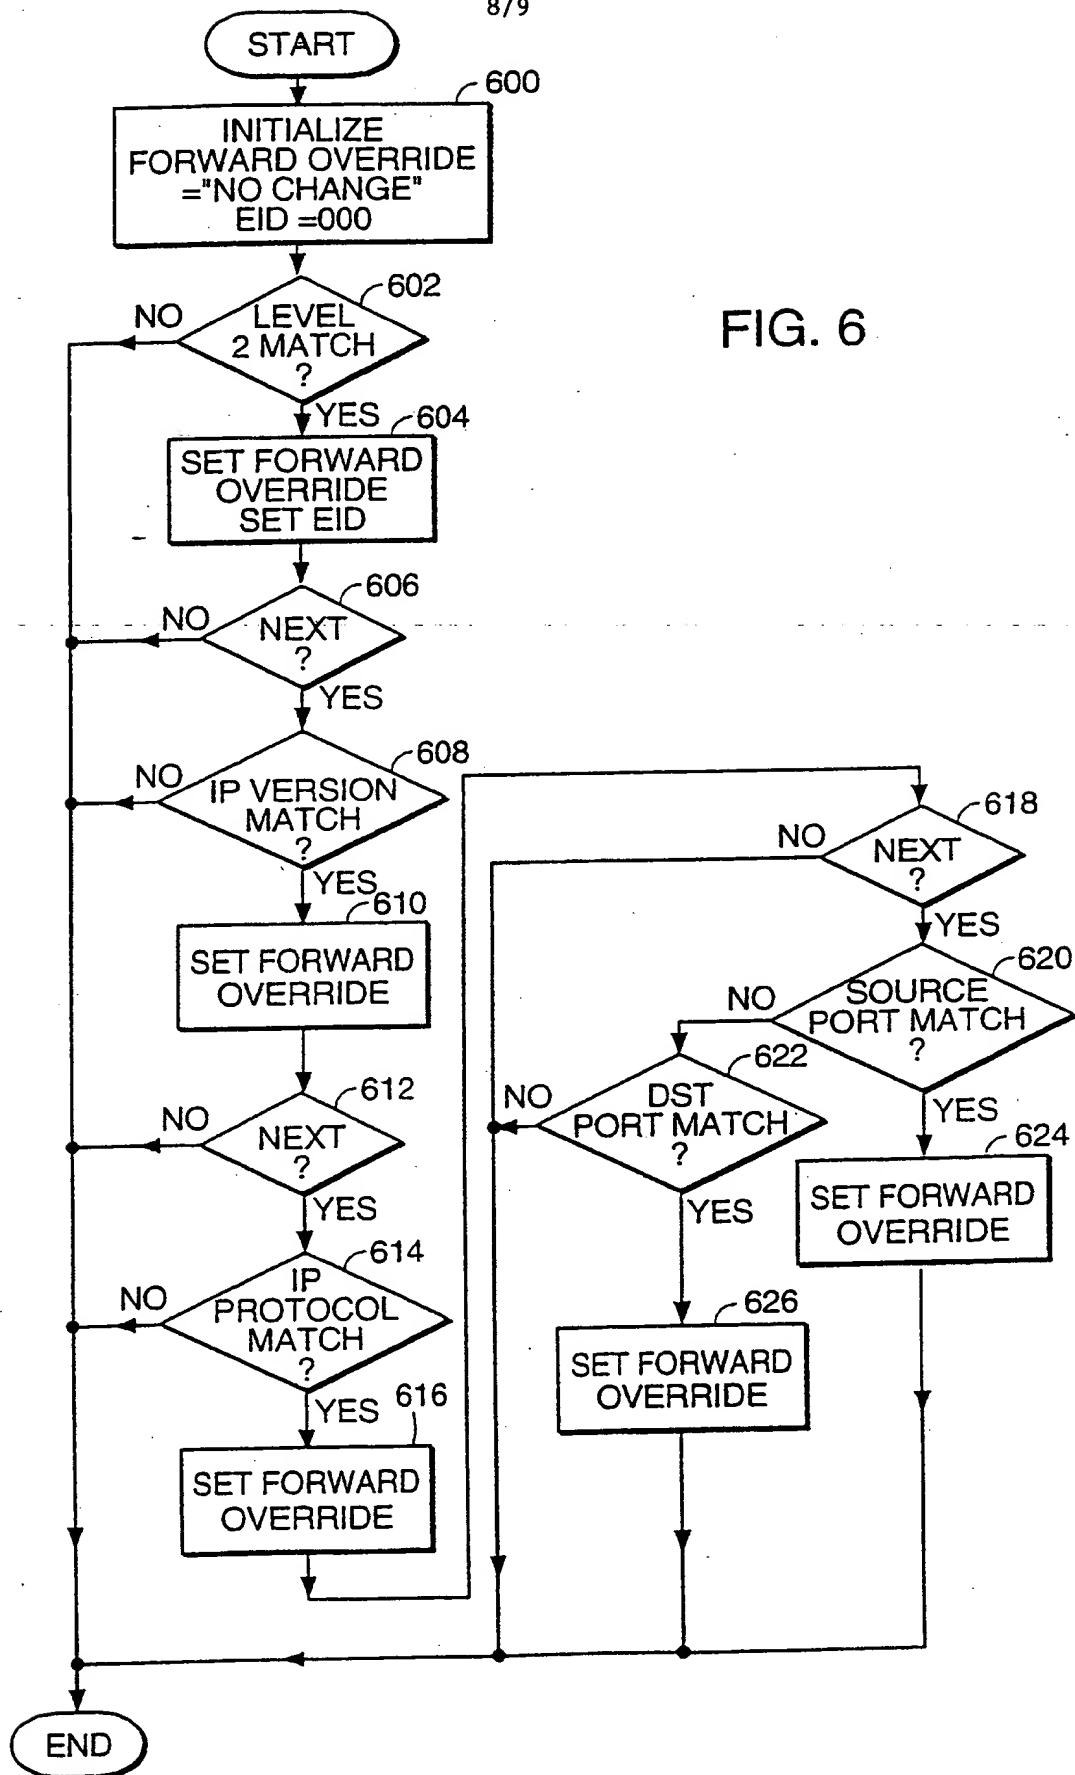 8/9
START
600
INITIALIZE
FORWARD OVERRIDE
="NO CHANGE"
EID =000
602
NO
LEVEL
2 MATCH
?
YES
604
SET FORWARD
OVERRIDE
SET EID
606
NO
NEXT
?
YES
608
NO
IP VERSION
MATCH
?
YES
610
SET FORWARD
OVERRIDE
612
NO
NEXT
?
YES
614
NO
IP
PROTOCOL
MATCH
?
YES
616
SET FORWARD
OVERRIDE
END
FIG. 6
618
NO
NEXT
?
YES
620
NO
SOURCE
PORT MATCH
?
YES
622
NO
DST
PORT MATCH
?
YES
624
SET FORWARD
OVERRIDE
626
SET FORWARD
OVERRIDE